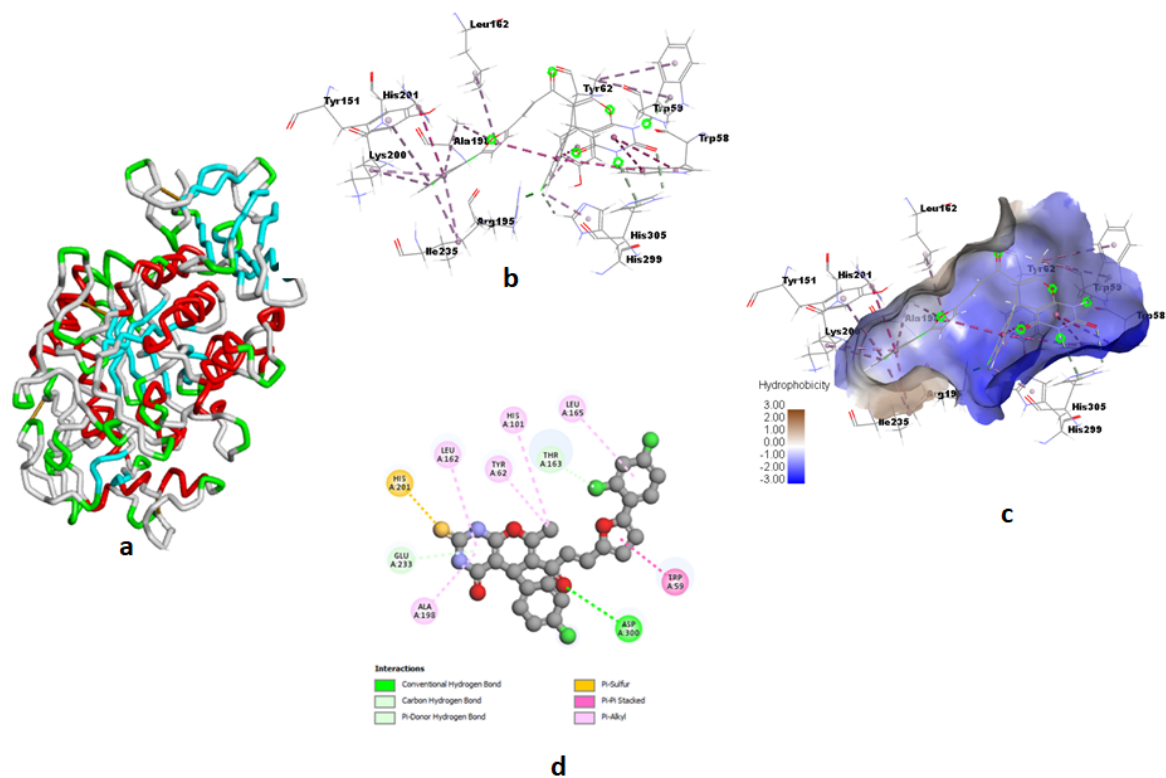 Leu162
Tyr151
His201
Tyr62
Trp59
Ala198
Trp58
Lys200
Arg195
Ile235
His305
His299
b
a
Leu162
Tyr151
His201
Tyr62
Trp59
Trp58
Hydrophobicity
3.00
2.00
1.00
0.00
-1.00
-2.00
-3.00
Ile235
His305
His299
c
LEU
A:165
HIS
A:101
LEU
A:162
TYR
A:62
THR
A:163
HIS
A:201
GLU
A:233
TRP
A:59
ALA
A:198
ASP
A:300
Interactions
Conventional Hydrogen Bond
Carbon Hydrogen Bond
Pi-Donor Hydrogen Bond
Pi-Sulfur
Pi-Pi Stacked
Pi-Alkyl
d